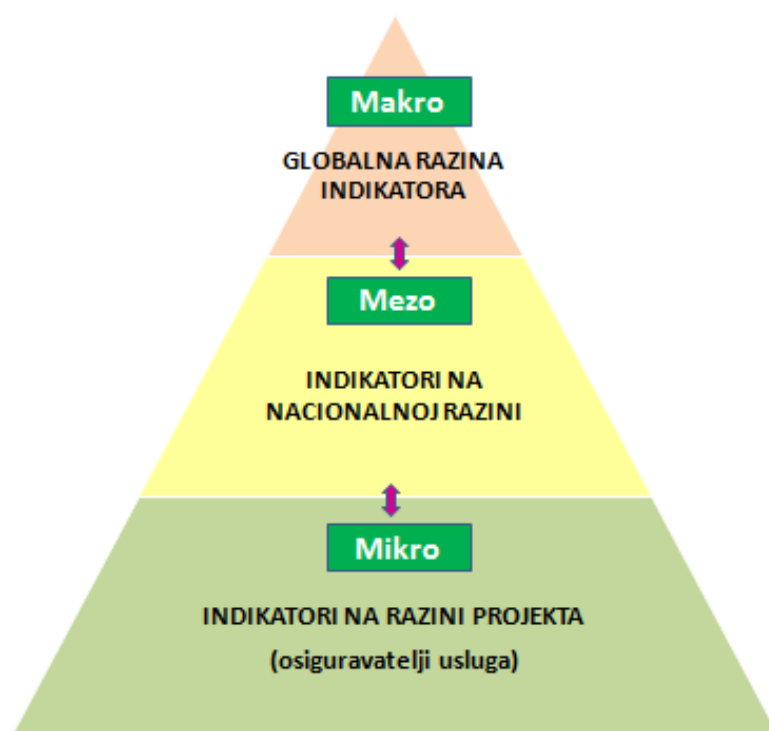 Makro
GLOBALNA RAZINA
INDIKATORA
Mezo
INDIKATORI NA
NACIONALNOJ RAZINI
Mikro
INDIKATORI NA RAZINI PROJEKTA
(osiguravatelji usluga)